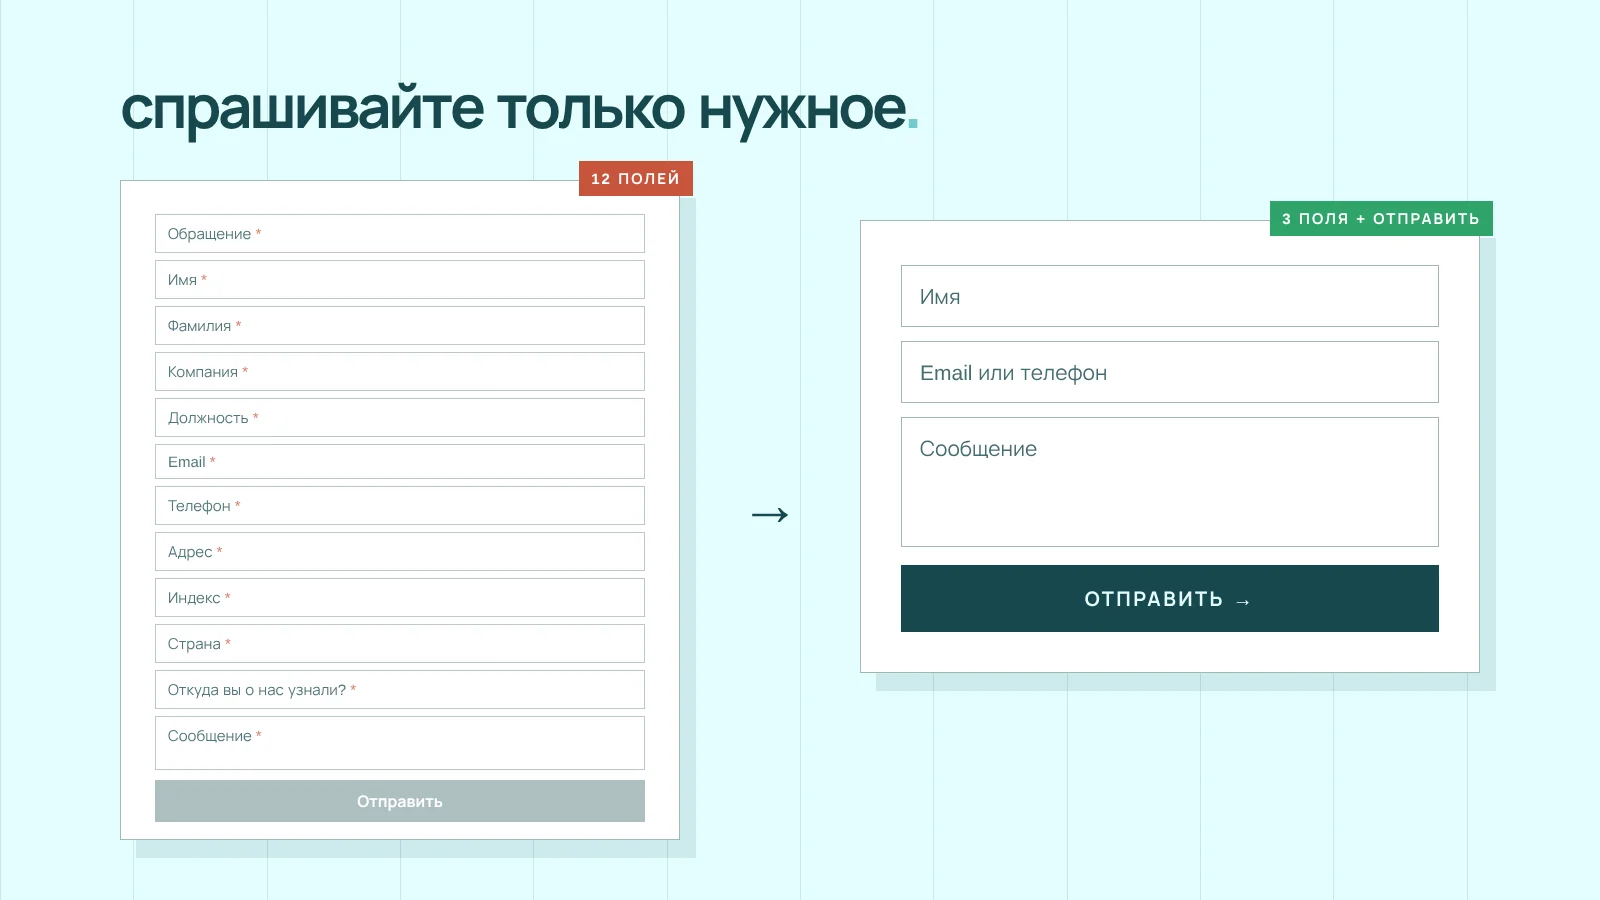 спрашивайте только нужное.
12 ПОЛЕЙ
Обращение *
Имя *
Фамилия *
Компания *
Должность *
Email *
Телефон *
Адрес *
Индекс *
Страна *
Откуда вы о нас узнали? *
Сообщение *
Отправить
→
3 ПОЛЯ + ОТПРАВИТЬ
Имя
Email или телефон
Сообщение
ОТПРАВИТЬ →